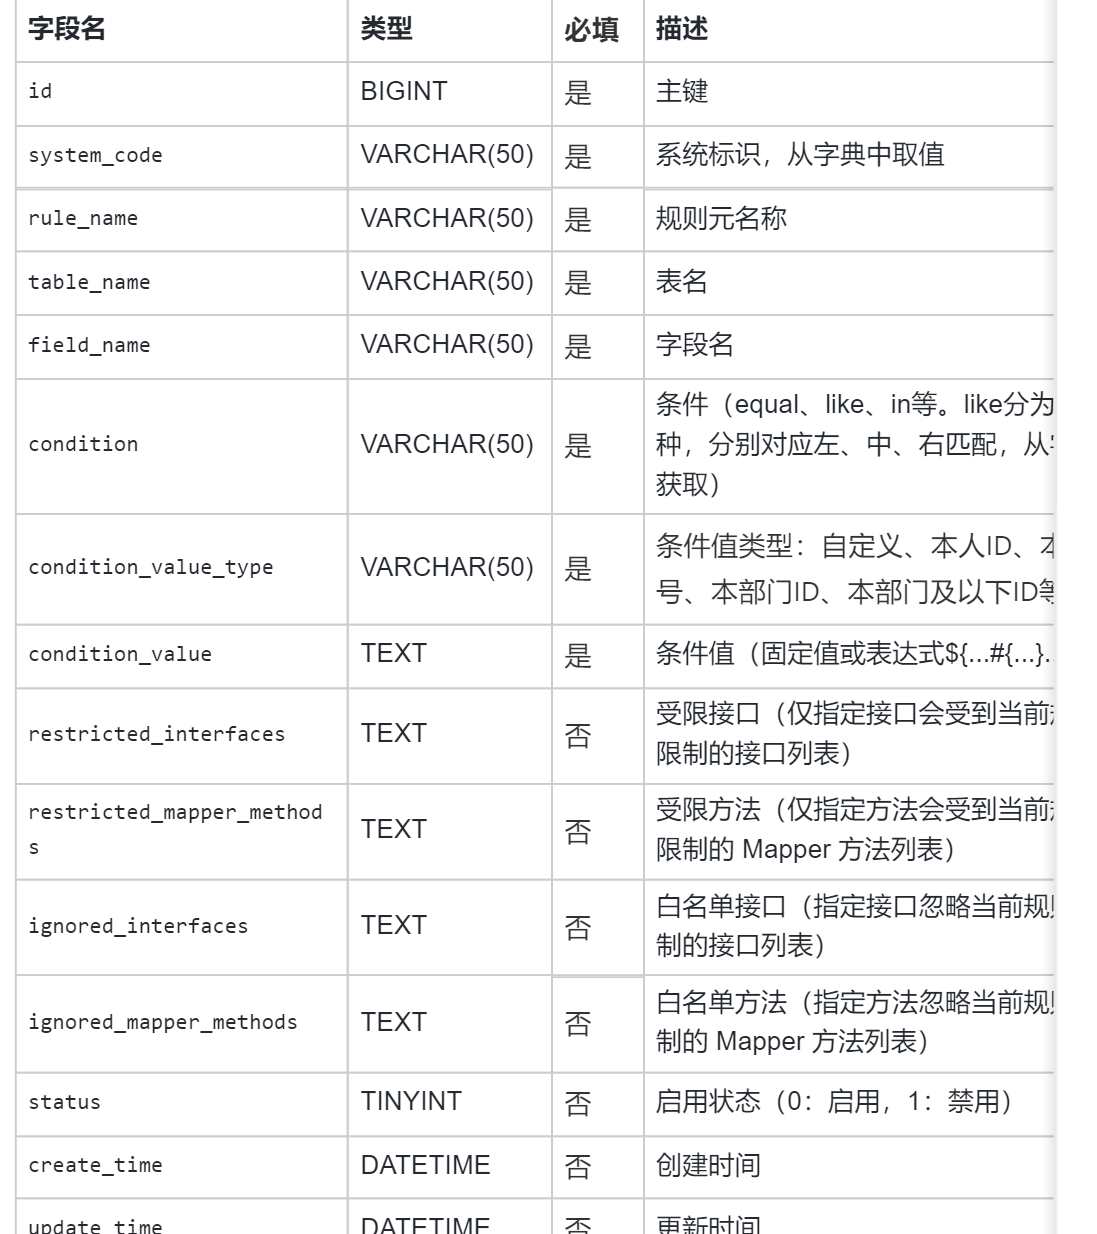 字段名 类型 必填 描述
id BIGINT 是 主键
system_code VARCHAR(50) 是 系统标识，从字典中取值
rule_name VARCHAR(50) 是 规则元名称
table_name VARCHAR(50) 是 表名
field_name VARCHAR(50) 是 字段名
condition VARCHAR(50) 是 条件（equal、like、in等。like分为
种，分别对应左、中、右匹配，从
获取）
condition_value_type VARCHAR(50) 是 条件值类型：自定义、本人ID、
号、本部门ID、本部门及以下ID等
condition_value TEXT 是 条件值（固定值或表达式${...#{...}..
restricted_interfaces TEXT 否 受限接口（仅指定接口会受到当前
限制的接口列表）
restricted_mapper_method
s TEXT 否 受限方法（仅指定方法会受到当前
限制的 Mapper 方法列表）
ignored_interfaces TEXT 否 白名单接口（指定接口忽略当前规
制的接口列表）
ignored_mapper_methods TEXT 否 白名单方法（指定方法忽略当前规
制的 Mapper 方法列表）
status TINYINT 否 启用状态（0：启用，1：禁用）
create_time DATETIME 否 创建时间
update_time DATETIME 否 更新时间